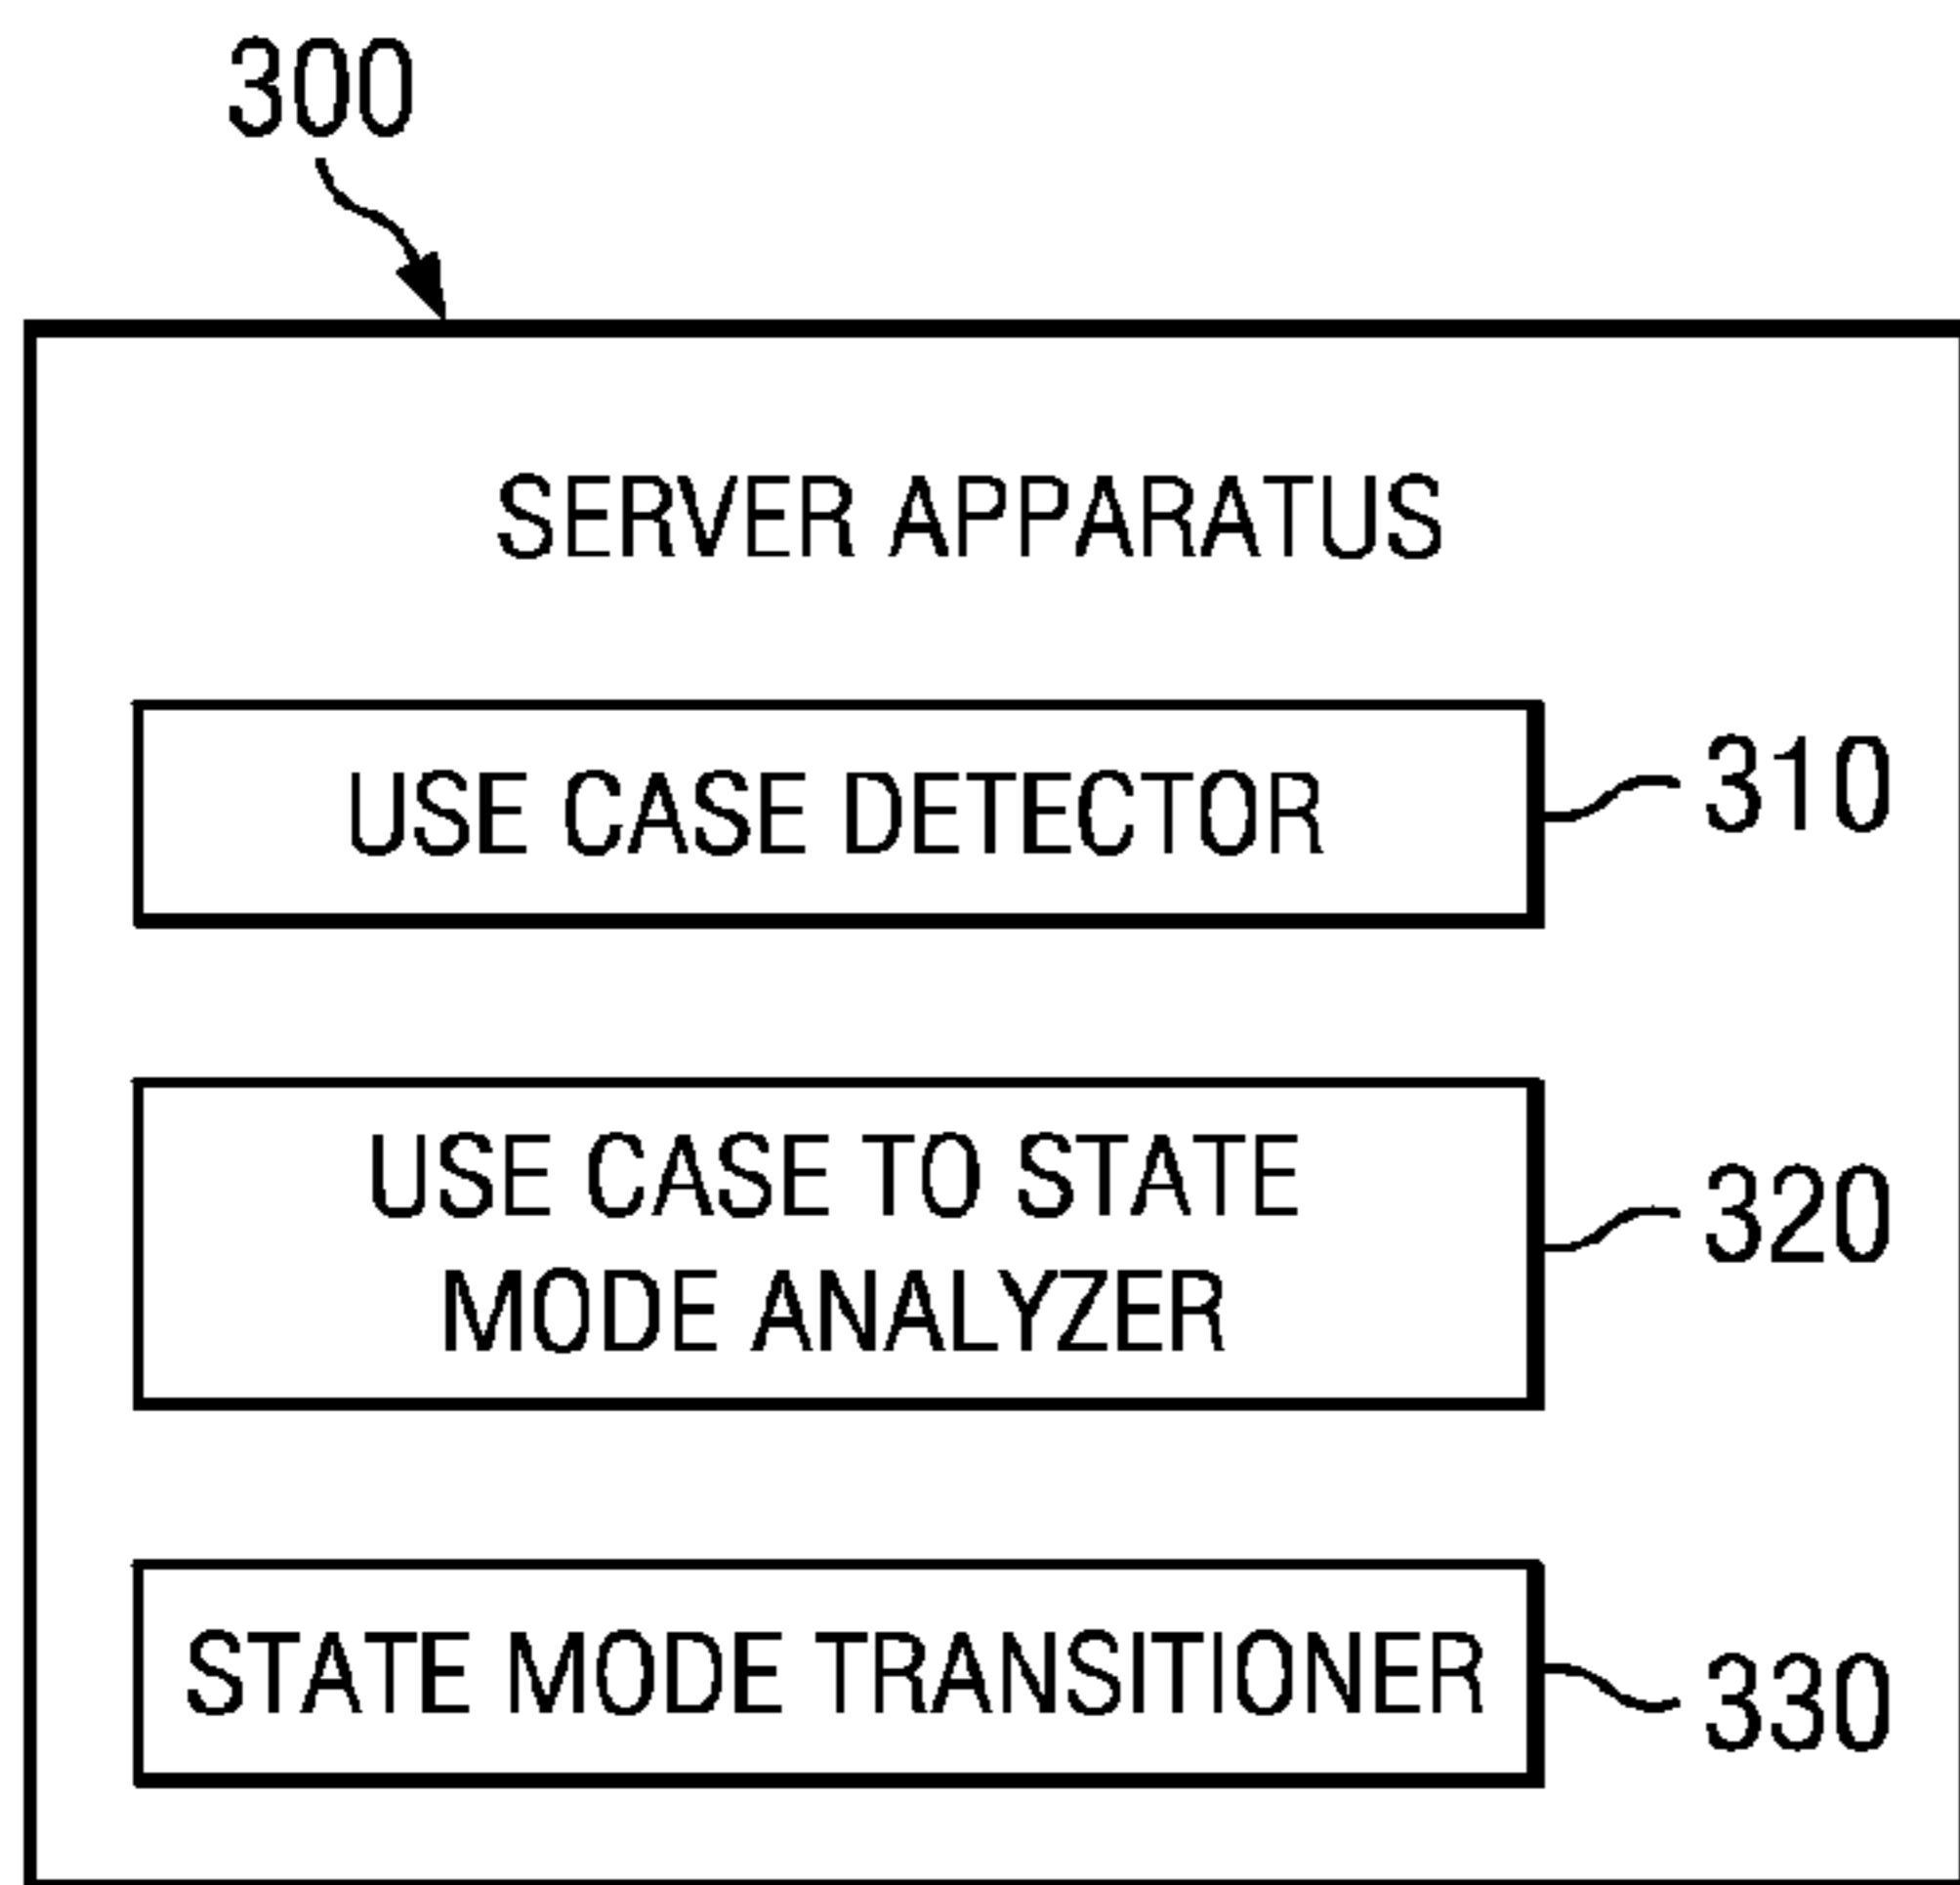 300
SERVER APPARATUS
USE CASE DETECTOR
310
USE CASE TO STATE
MODE ANALYZER
320
STATE MODE TRANSITIONER
330